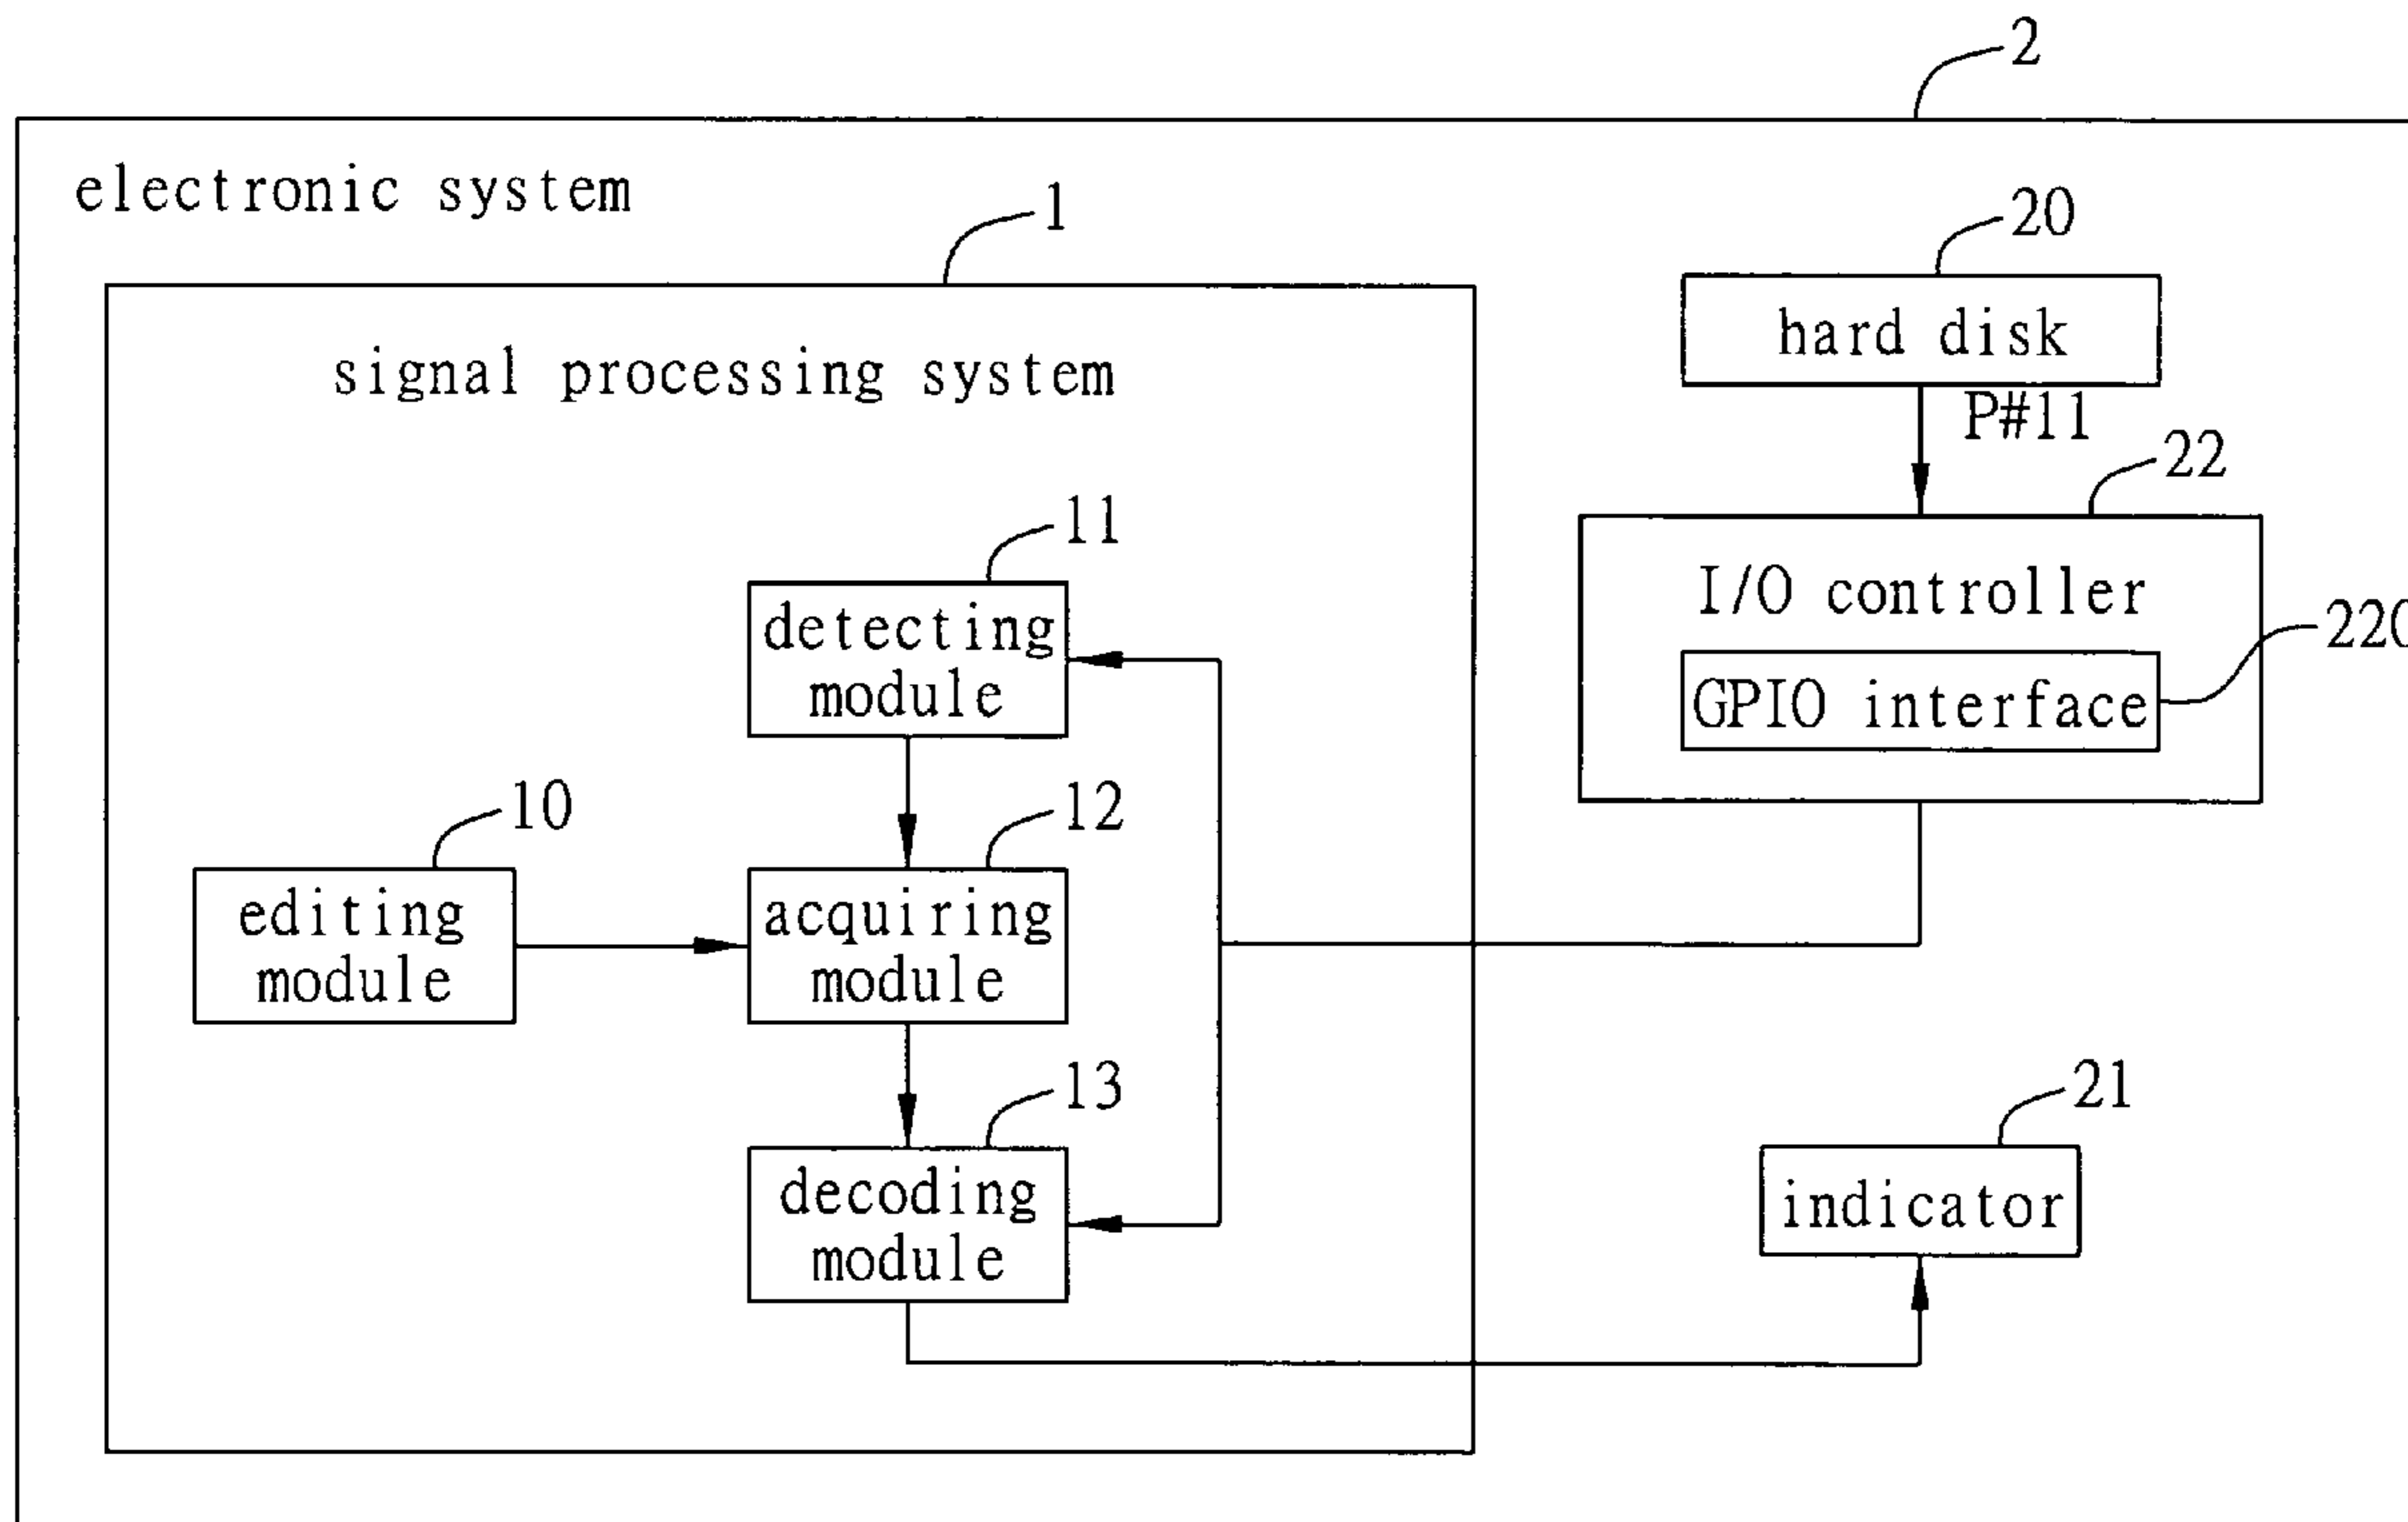 2
electronic system
1
20
hard disk
signal processing system
P#11
22
11
I/O controller
detecting
module
220
GPIO interface
10
12
editing
module
acquiring
module
13
21
decoding
module
indicator